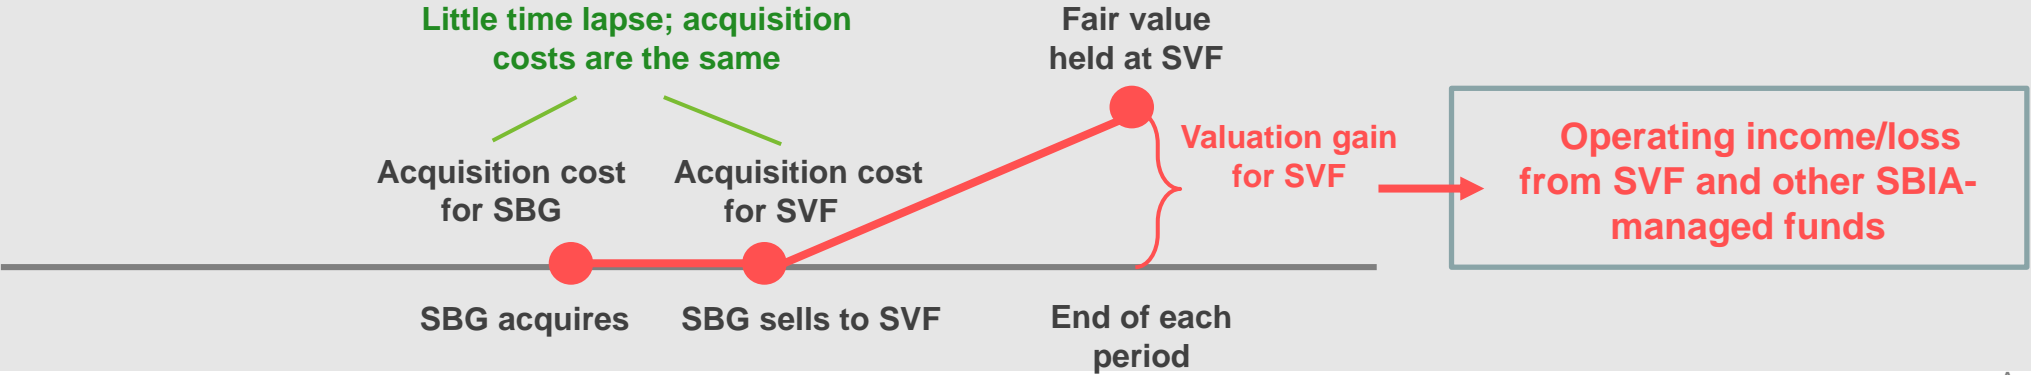 Little time lapse; acquisition
costs are the same
Fair value
held at SVF
Acquisition cost
for SBG
Acquisition cost
for SVF
Valuation gain
for SVF
Operating income/loss
from SVF and other SBIA-
managed funds
SBG acquires
SBG sells to SVF
End of each
period